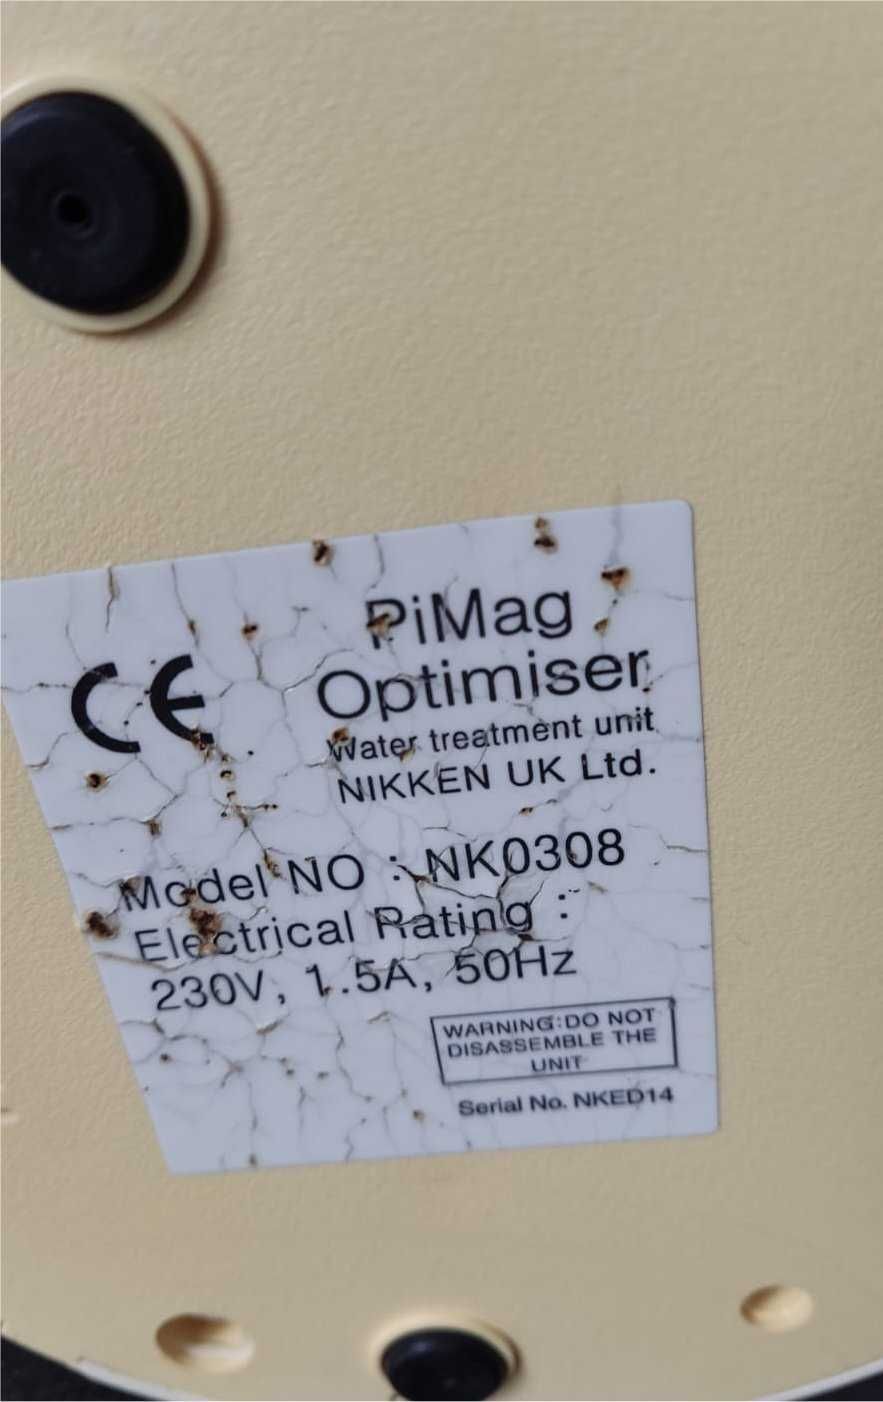 CE
PiMag
Optimiser
Water treatment unit
NIKKEN UK Ltd.
Model NO : NK0308
Electrical Rating :
230V, 1.5A, 50Hz
WARNING:DO NOT
DISASSEMBLE THE
UNIT
Serial No. NKED14